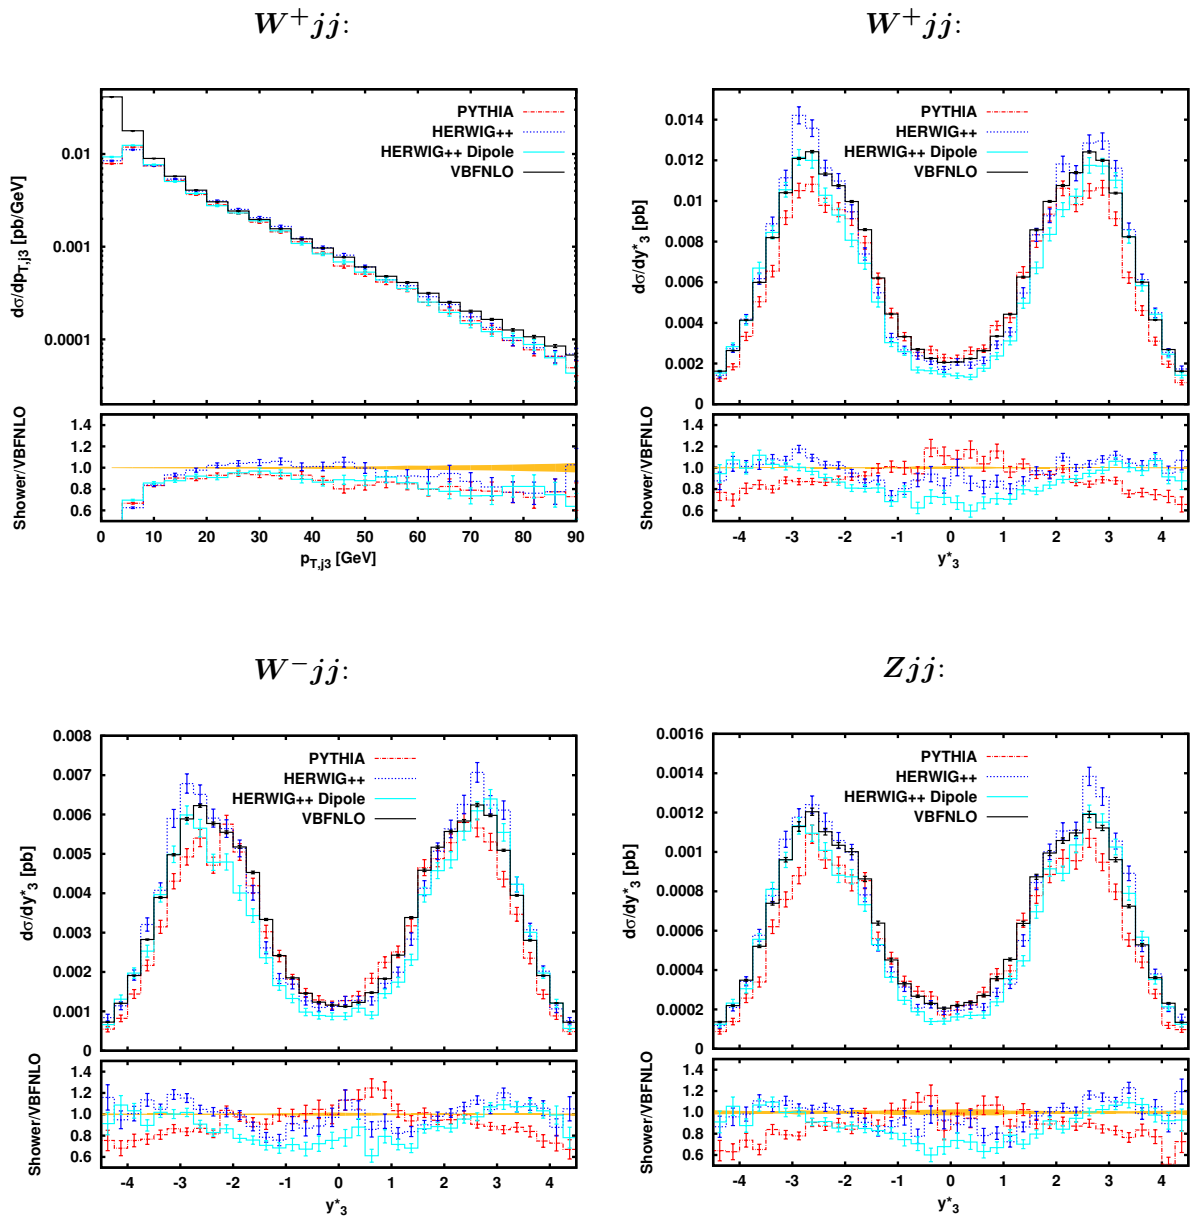 W+jj:
PYTHIA
HERWIG++
HERWIG++ Dipole
VBFNLO
dσ/dpT,j3 [pb/GeV]
0.01
0.001
0.0001
Shower/VBFNLO
1.4
1.2
1.0
0.8
0.6
0 10 20 30 40 50 60 70 80 90
pT,j3 [GeV]
W+jj:
PYTHIA
HERWIG++
HERWIG++ Dipole
VBFNLO
dσ/dy*3 [pb]
0.014
0.012
0.01
0.008
0.006
0.004
0.002
0
Shower/VBFNLO
1.4
1.2
1.0
0.8
0.6
-4 -3 -2 -1 0 1 2 3 4
y*3
W−jj:
PYTHIA
HERWIG++
HERWIG++ Dipole
VBFNLO
dσ/dy*3 [pb]
0.008
0.007
0.006
0.005
0.004
0.003
0.002
0.001
0
Shower/VBFNLO
1.4
1.2
1.0
0.8
0.6
-4 -3 -2 -1 0 1 2 3 4
y*3
Zjj:
PYTHIA
HERWIG++
HERWIG++ Dipole
VBFNLO
dσ/dy*3 [pb]
0.0016
0.0014
0.0012
0.001
0.0008
0.0006
0.0004
0.0002
0
Shower/VBFNLO
1.4
1.2
1.0
0.8
0.6
-4 -3 -2 -1 0 1 2 3 4
y*3